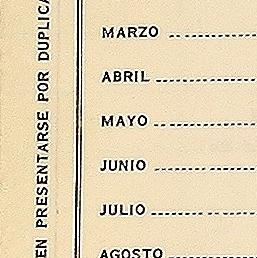 EN PRESENTARSE POR DUPLICA
MARZO
ABRIL
MAYO
JUNIO
JULIO
AGOSTO